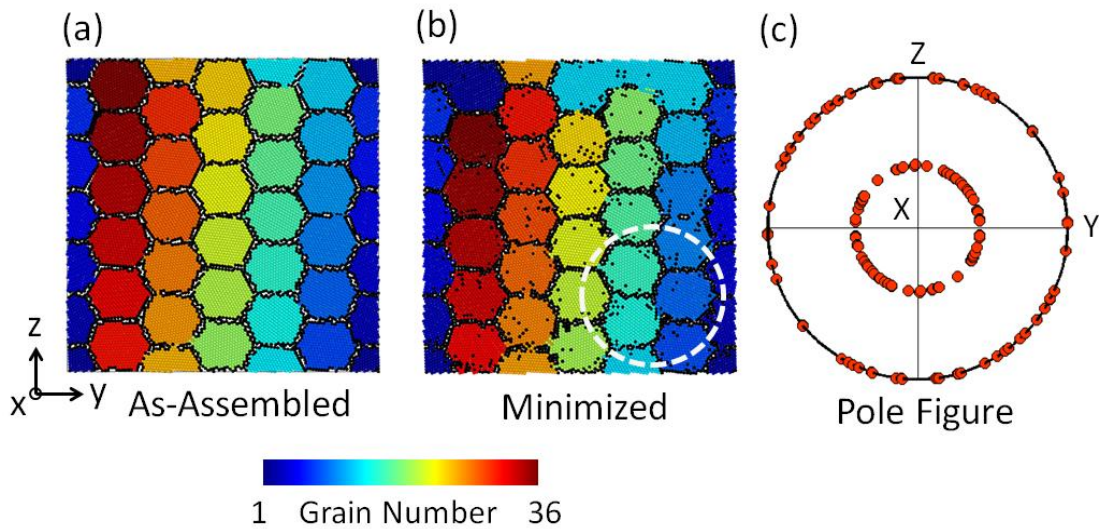 (a)
(b)
(c)
Z
X
Y
z
x
y
As-Assembled
Minimized
Pole Figure
1 Grain Number 36